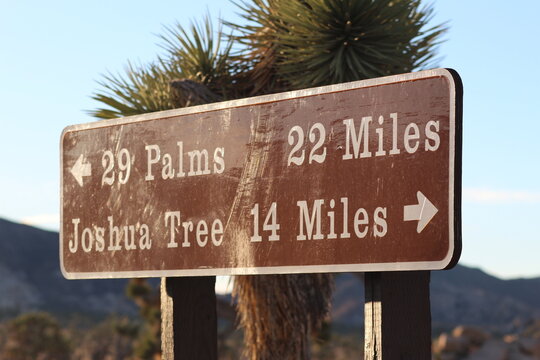 ← 29 Palms 22 Miles
Joshua Tree 14 Miles →